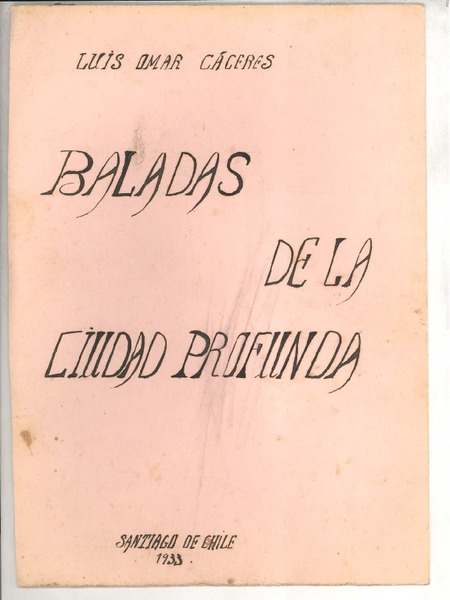 LUIS OMAR CÁCERES
BALADAS
DE LA
CIUDAD PROFUNDA
SANTIAGO DE CHILE
1933